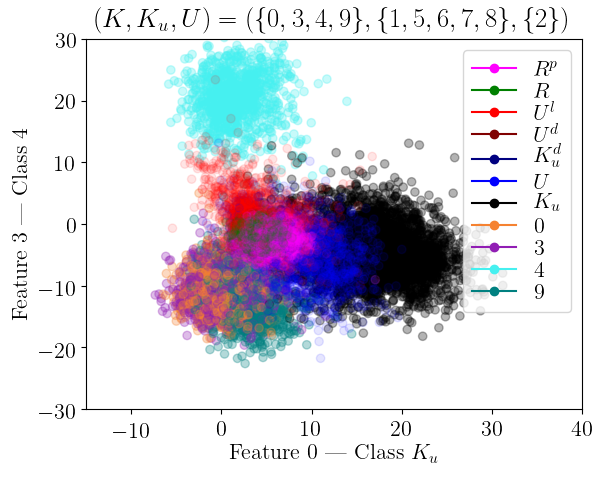 (K, K_u, U) = ({0, 3, 4, 9}, {1, 5, 6, 7, 8}, {2})
30
20
10
0
−10
−20
−30
Feature 3 — Class 4
R^p
R
U^l
U^d
K_u^d
U
K_u
0
3
4
9
−10 0 10 20 30 40
Feature 0 — Class K_u